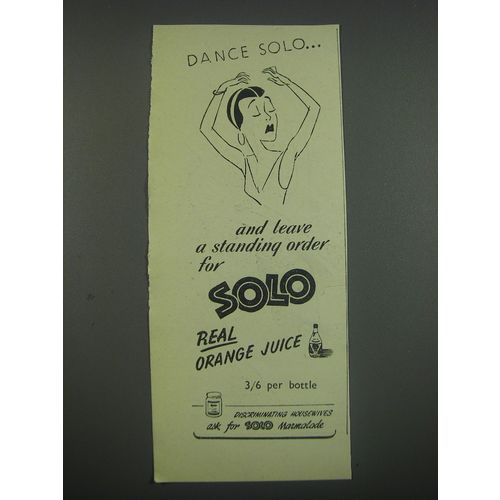 DANCE SOLO...
and leave
a standing order
for
SOLO
REAL
ORANGE JUICE
3/6 per bottle
DISCRIMINATING HOUSEWIVES
ask for SOLO Marmalade